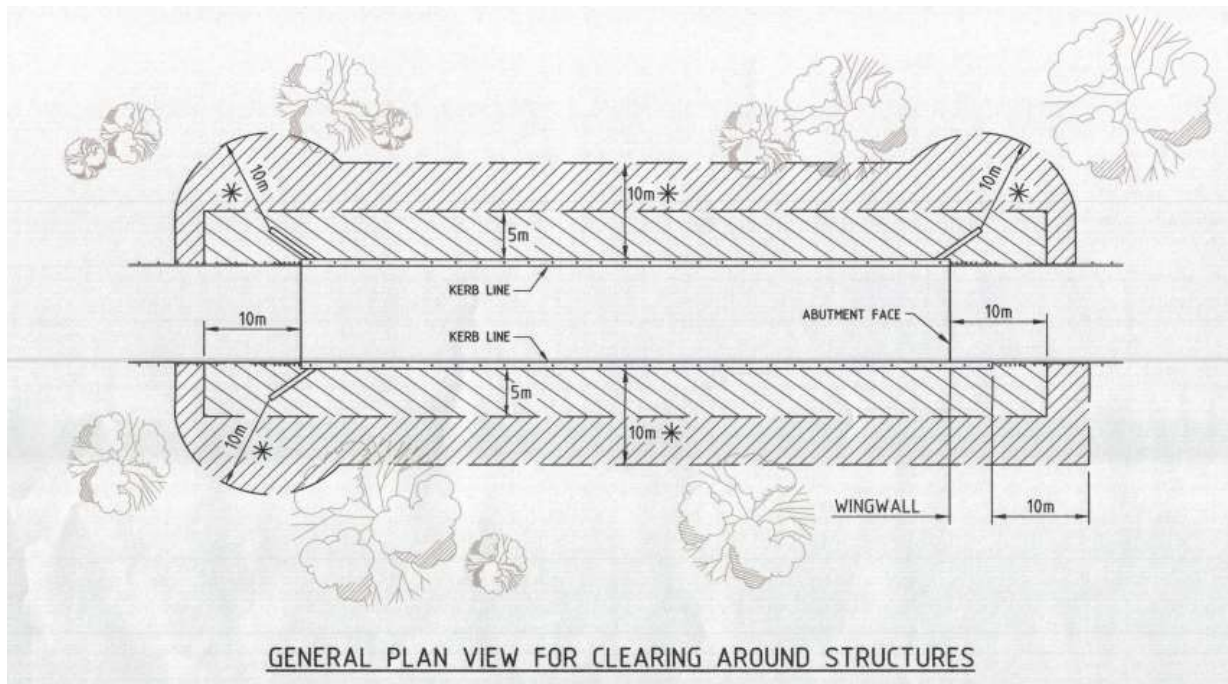 10m
10m
10m
5m
KERB LINE
10m
ABUTMENT FACE
10m
KERB LINE
5m
10m
10m
WINGWALL
10m
GENERAL PLAN VIEW FOR CLEARING AROUND STRUCTURES